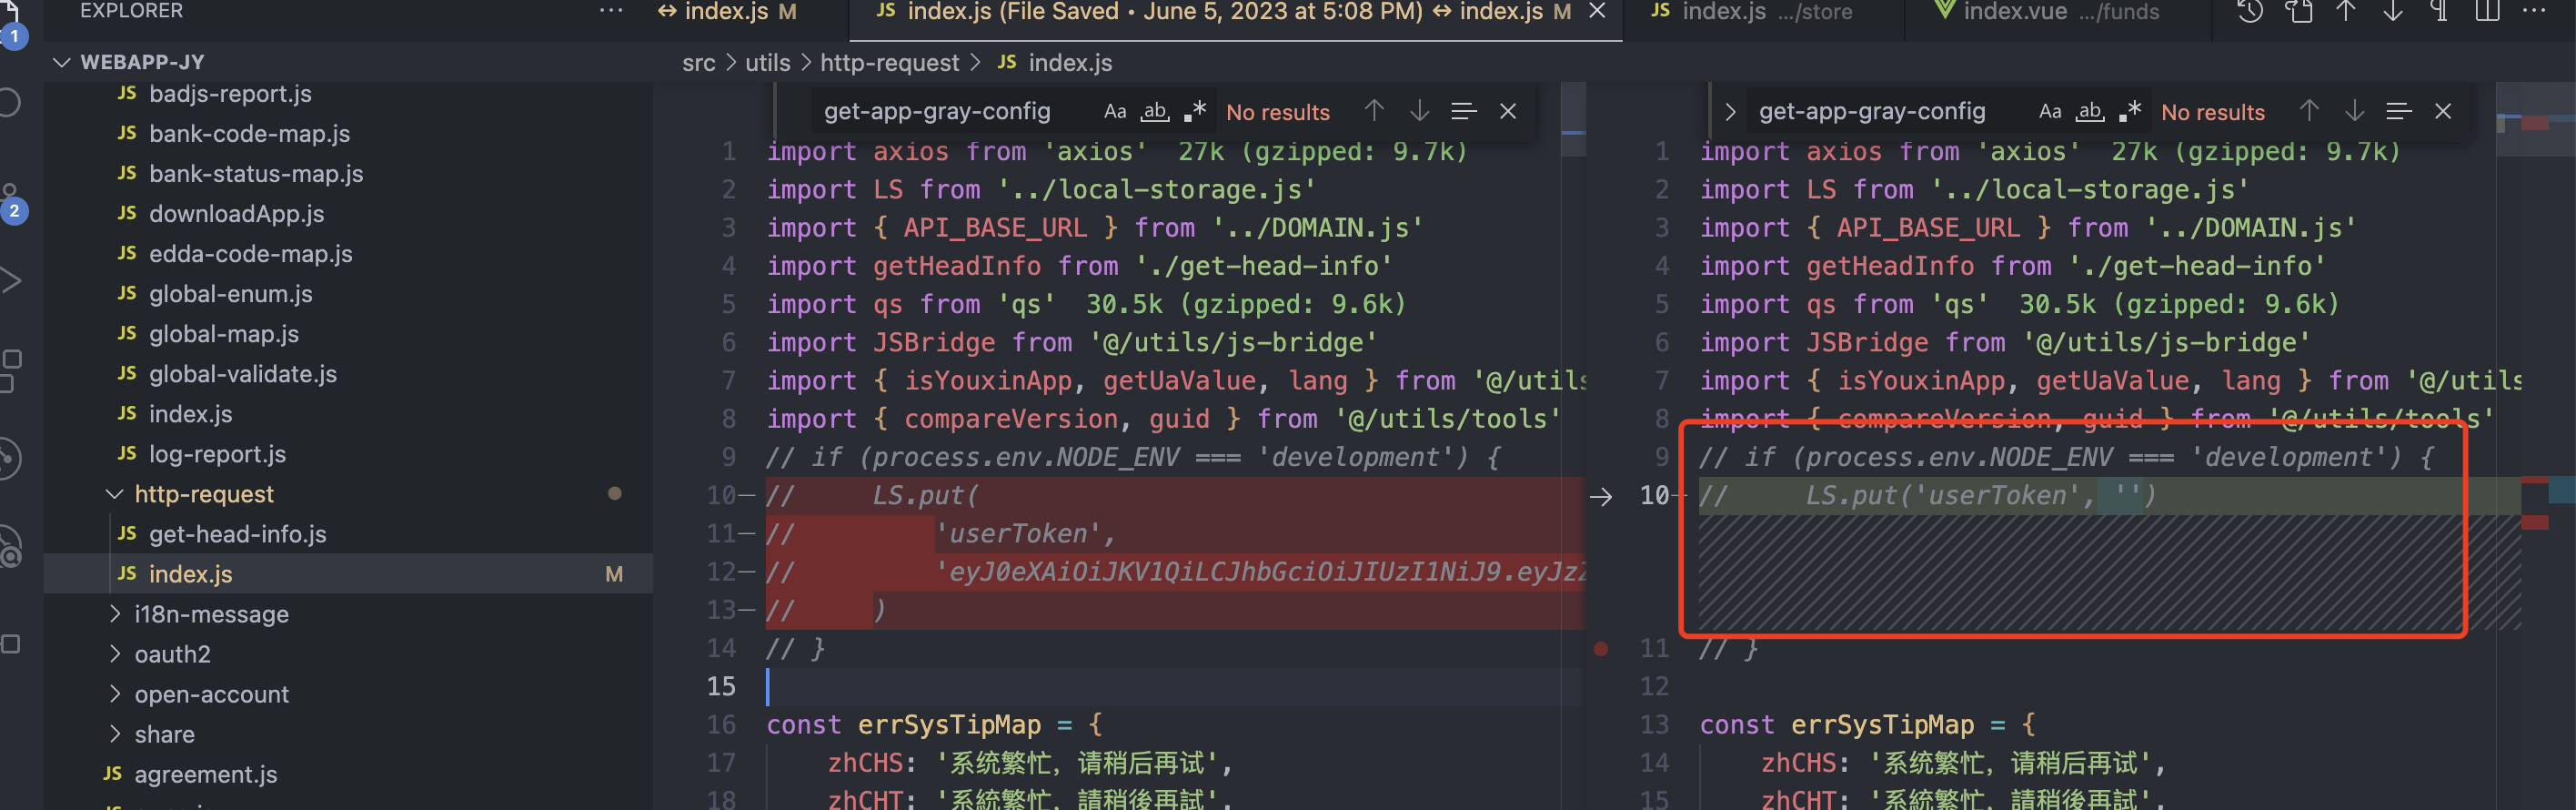 EXPLORER ···
1
2
WEBAPP-JY
JS badjs-report.js
JS bank-code-map.js
JS bank-status-map.js
JS downloadApp.js
JS edda-code-map.js
JS global-enum.js
JS global-map.js
JS global-validate.js
JS index.js
JS log-report.js
http-request
JS get-head-info.js
JS index.js M
i18n-message
oauth2
open-account
share
JS agreement.js
↔ index.js M
JS index.js (File Saved • June 5, 2023 at 5:08 PM) ↔ index.js M
JS index.js .../store
index.vue .../funds
src > utils > http-request > JS index.js
get-app-gray-config Aa ab .* No results
1 import axios from 'axios' 27k (gzipped: 9.7k)
2 import LS from '../local-storage.js'
3 import { API_BASE_URL } from '../DOMAIN.js'
4 import getHeadInfo from './get-head-info'
5 import qs from 'qs' 30.5k (gzipped: 9.6k)
6 import JSBridge from '@/utils/js-bridge'
7 import { isYouxinApp, getUaValue, lang } from '@/utils
8 import { compareVersion, guid } from '@/utils/tools'
9 // if (process.env.NODE_ENV === 'development') {
10— // LS.put(
11— // 'userToken',
12— // 'eyJ0eXAiOiJKV1QiLCJhbGciOiJIUzI1NiJ9.eyJzZ
13— // )
14 // }
15
16 const errSysTipMap = {
17 zhCHS: '系统繁忙，请稍后再试',
18 zhCHT: '系統繁忙，請稍後再試',
get-app-gray-config Aa ab .* No results
1 import axios from 'axios' 27k (gzipped: 9.7k)
2 import LS from '../local-storage.js'
3 import { API_BASE_URL } from '../DOMAIN.js'
4 import getHeadInfo from './get-head-info'
5 import qs from 'qs' 30.5k (gzipped: 9.6k)
6 import JSBridge from '@/utils/js-bridge'
7 import { isYouxinApp, getUaValue, lang } from '@/utils
8 import { compareVersion, guid } from '@/utils/tools'
9 // if (process.env.NODE_ENV === 'development') {
10 // LS.put('userToken', '')
11 // }
12
13 const errSysTipMap = {
14 zhCHS: '系统繁忙，请稍后再试',
15 zhCHT: '系統繁忙，請稍後再試',